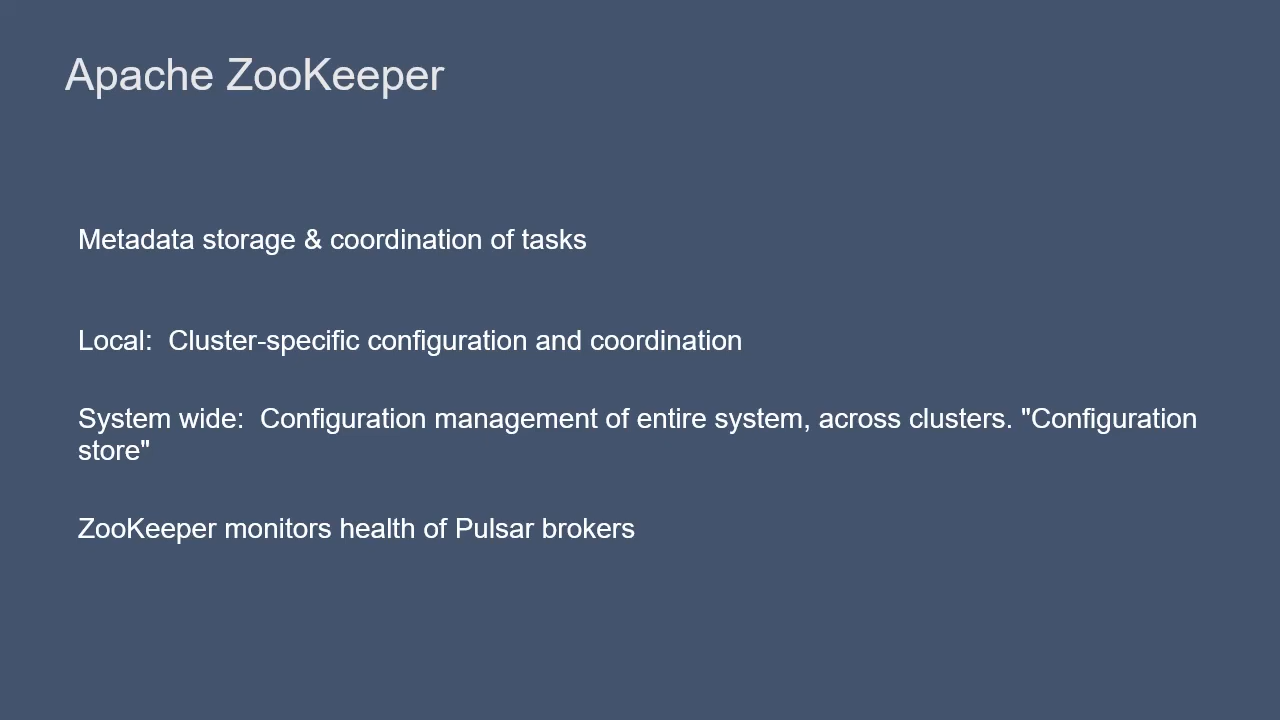 Apache ZooKeeper
Metadata storage & coordination of tasks
Local:  Cluster-specific configuration and coordination
System wide:  Configuration management of entire system, across clusters. "Configuration
store"
ZooKeeper monitors health of Pulsar brokers